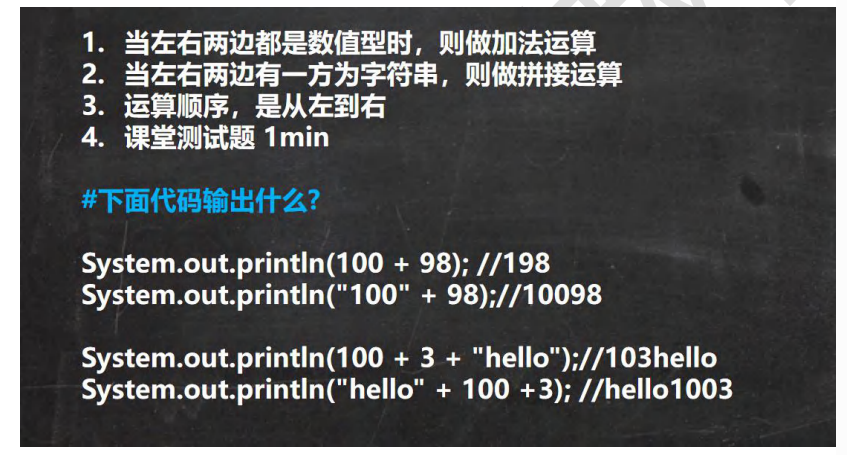 1. 当左右两边都是数值型时，则做加法运算
2. 当左右两边有一方为字符串，则做拼接运算
3. 运算顺序，是从左到右
4. 课堂测试题 1min
#下面代码输出什么?
System.out.println(100 + 98); //198
System.out.println("100" + 98);//10098
System.out.println(100 + 3 + "hello");//103hello
System.out.println("hello" + 100 +3); //hello1003